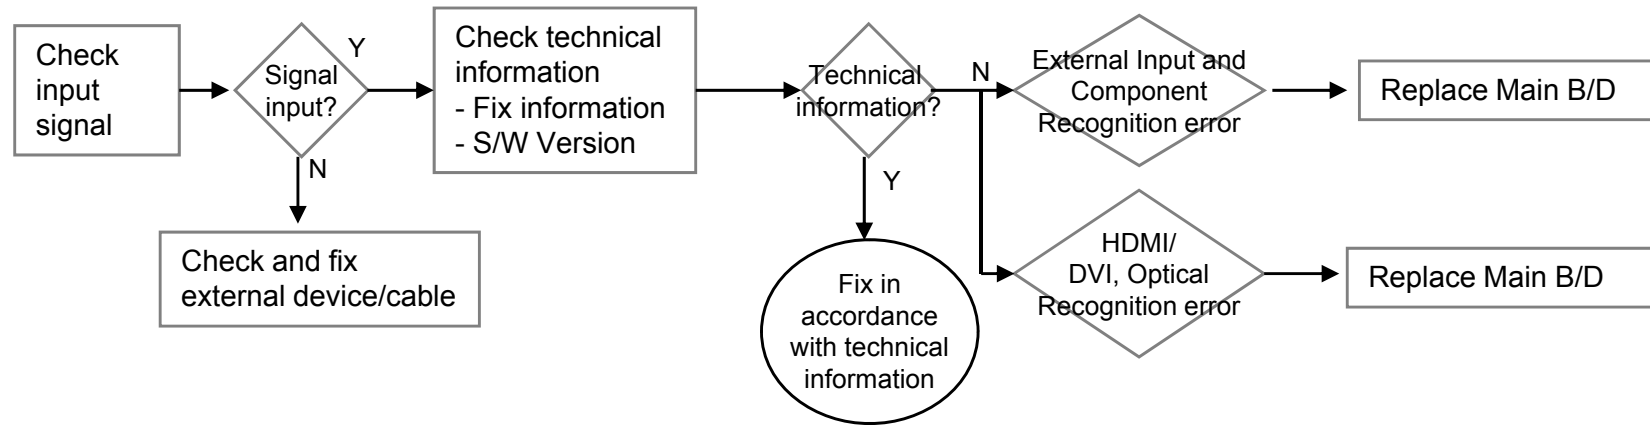 Check
input
signal
Signal
input?
Y
N
Check and fix
external device/cable
Check technical
information
- Fix information
- S/W Version
Technical
information?
N
Y
Fix in
accordance
with technical
information
External Input and
Component
Recognition error
Replace Main B/D
HDMI/
DVI, Optical
Recognition error
Replace Main B/D